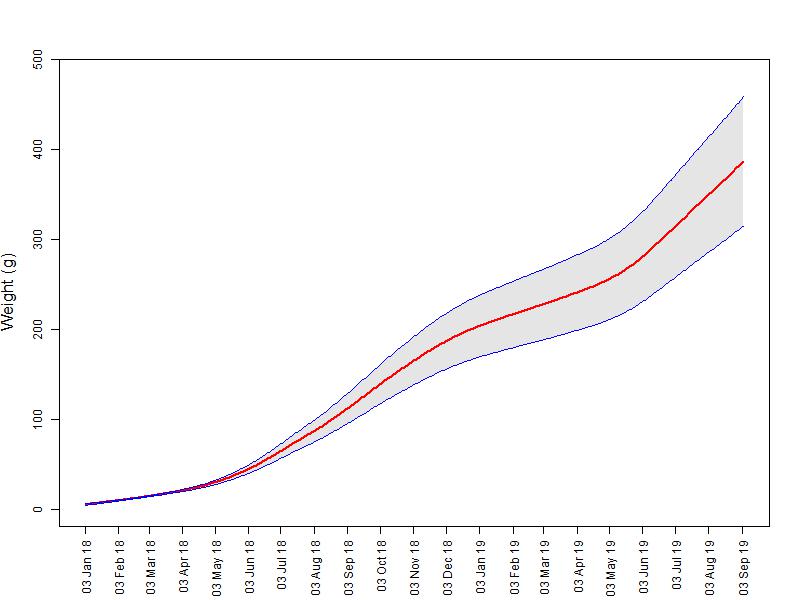 500
400
300
200
100
0
Weight (g)
03 Jan 18
03 Feb 18
03 Mar 18
03 Apr 18
03 May 18
03 Jun 18
03 Jul 18
03 Aug 18
03 Sep 18
03 Oct 18
03 Nov 18
03 Dec 18
03 Jan 19
03 Feb 19
03 Mar 19
03 Apr 19
03 May 19
03 Jun 19
03 Jul 19
03 Aug 19
03 Sep 19